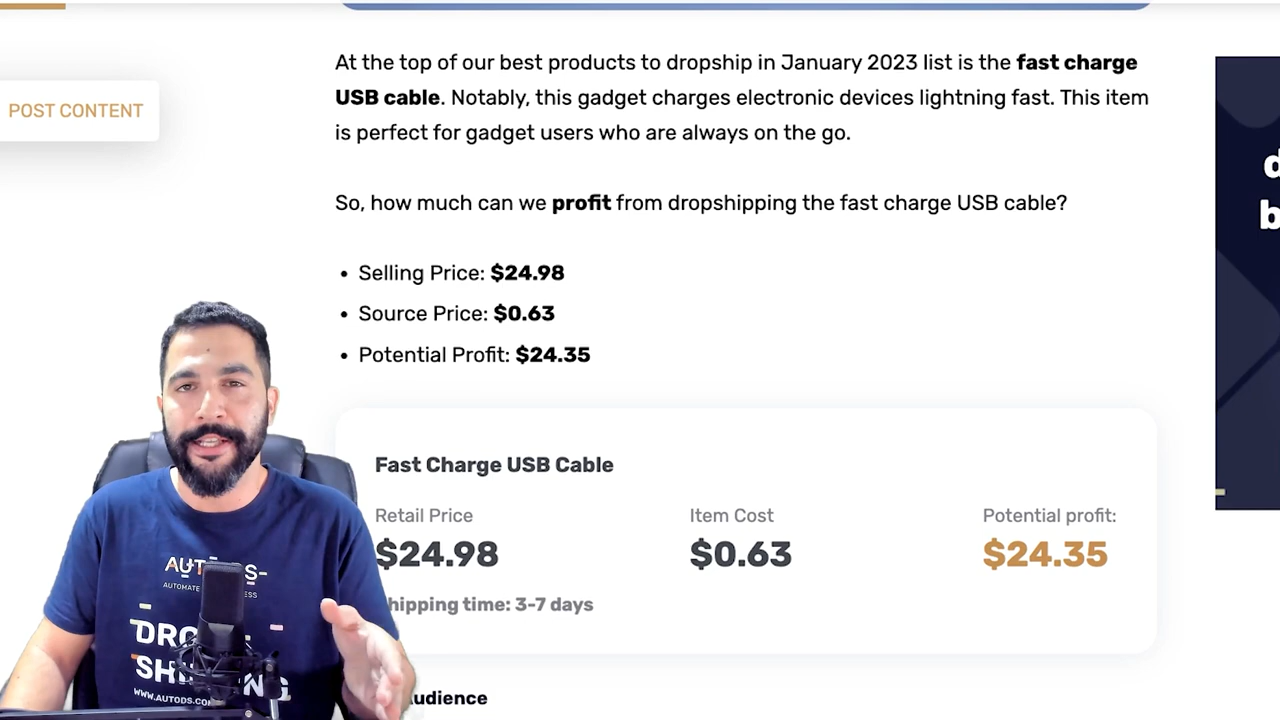 At the top of our best products to dropship in January 2023 list is the fast charge
USB cable. Notably, this gadget charges electronic devices lightning fast. This item
is perfect for gadget users who are always on the go.
POST CONTENT
So, how much can we profit from dropshipping the fast charge USB cable?
• Selling Price: $24.98
• Source Price: $0.63
• Potential Profit: $24.35
Fast Charge USB Cable
Retail Price Item Cost Potential profit:
$24.98 $0.63 $24.35
hipping time: 3-7 days
udience
WWW.AUTODS.CO